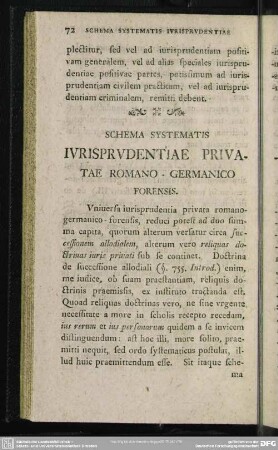 72 SCHEMA SYSTEMATIS IVRISPRVDENTIAE
plectitur, sed vel ad iurisprudentiam positi-
vam generalem, vel ad alias speciales iurispru-
dentiae positivae partes, potissimum ad iuris-
prudentiam civilem practicam, vel ad iurispru-
dentiam criminalem, remitti debent.
SCHEMA SYSTEMATIS
IVRISPRVDENTIAE PRIVA-
TAE ROMANO - GERMANICO
FORENSIS.
Vniuersa iurisprudentia privata romano-
germanico-forensis, reduci potest ad duo sum-
ma capita, quorum alterum versatur circa suc-
cessionem allodialem, alterum vero reliquas do-
ctrinas iuris privati sub se continet. Doctrina
de successione allodiali (§. 755. Introd.) enim,
me iudice, ob suam praestantiam, reliquis do-
ctrinis praemissis, ex instituto tractanda est.
Quoad reliquas doctrinas vero, ne sine vrgente
necessitate a more in scholis recepto recedam,
ius rerum et ius personarum quidem a se invicem
distinguendum: ast hoc illi, more solito, prae-
mitti nequit, sed ordo systematicus postulat, il-
lud huic praemittendum esse. Sit itaque sche-
ma